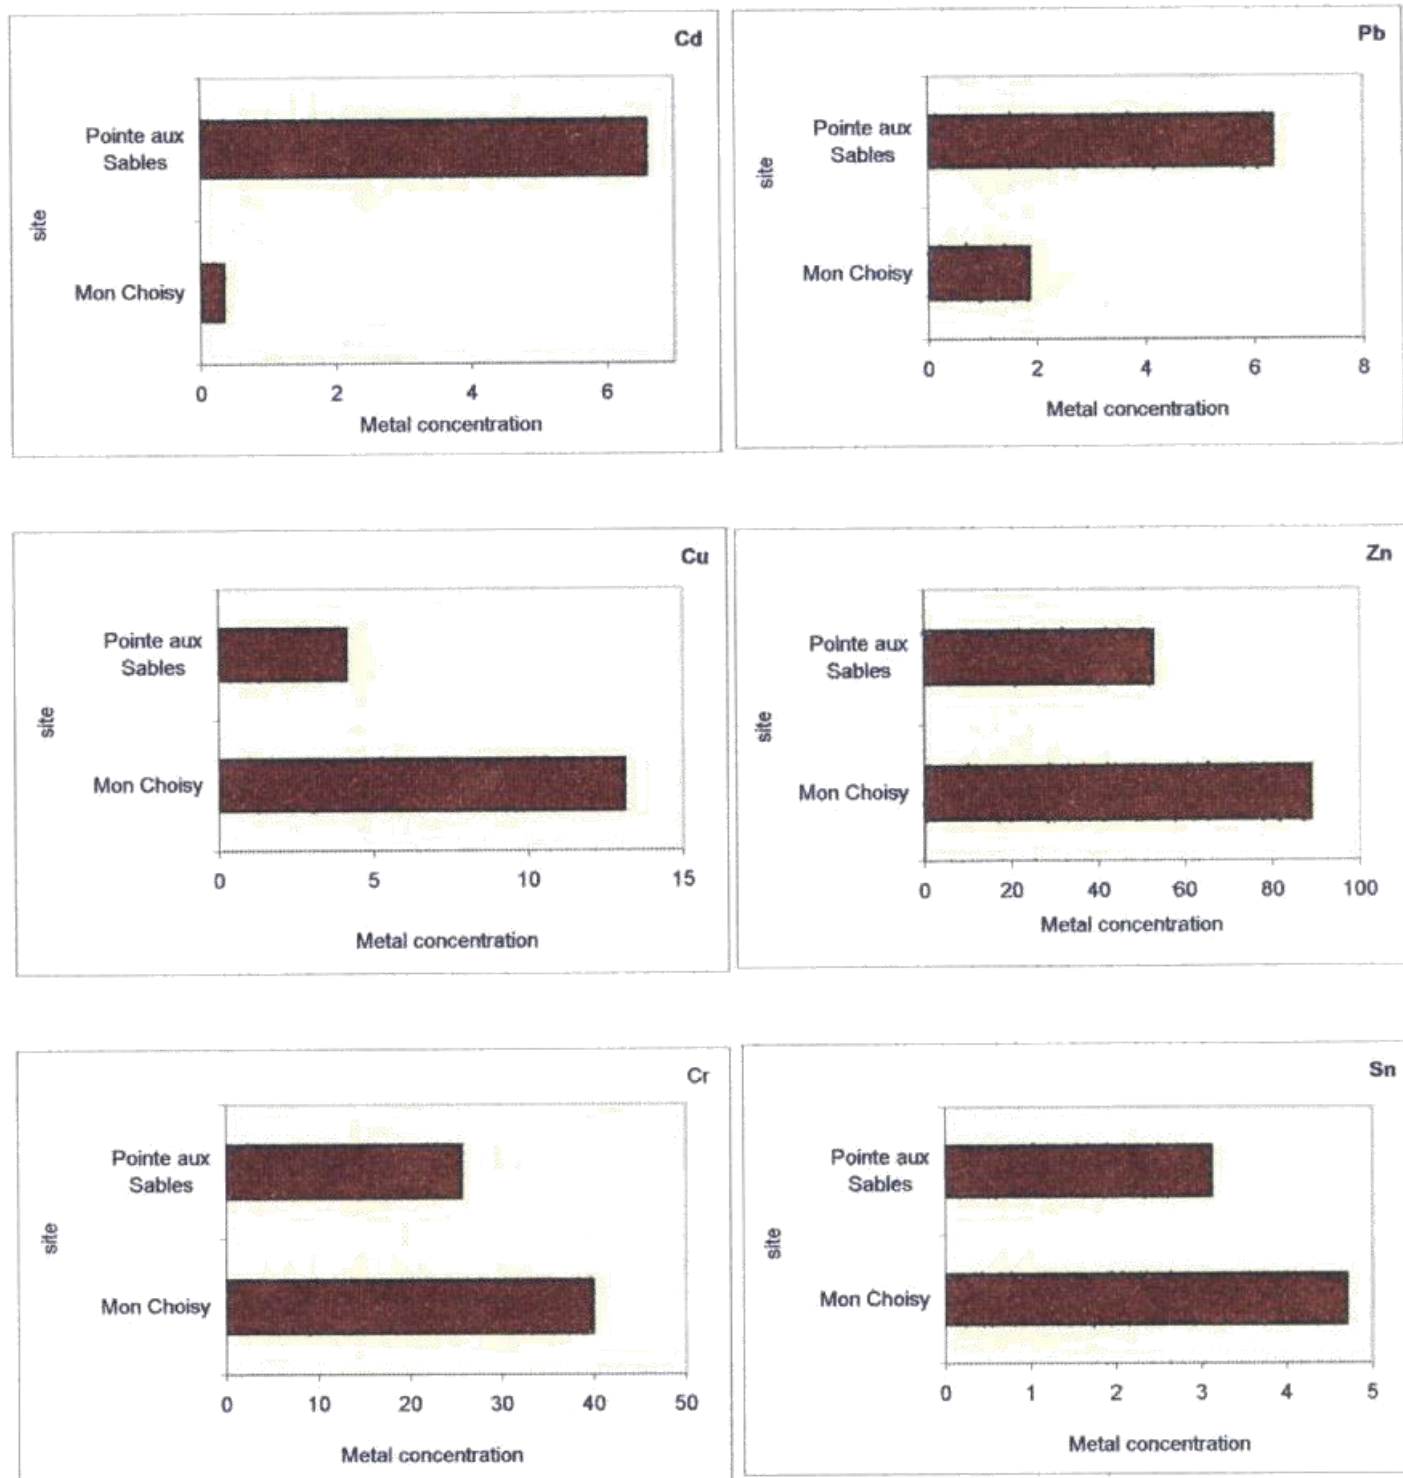 Cd
Pointe aux
Sables
site
Mon Choisy
0 2 4 6
Metal concentration
Pb
Pointe aux
Sables
site
Mon Choisy
0 2 4 6 8
Metal concentration
Cu
Pointe aux
Sables
site
Mon Choisy
0 5 10 15
Metal concentration
Zn
Pointe aux
Sables
site
Mon Choisy
0 20 40 60 80 100
Metal concentration
Cr
Pointe aux
Sables
site
Mon Choisy
0 10 20 30 40 50
Metal concentration
Sn
Pointe aux
Sables
site
Mon Choisy
0 1 2 3 4 5
Metal concentration